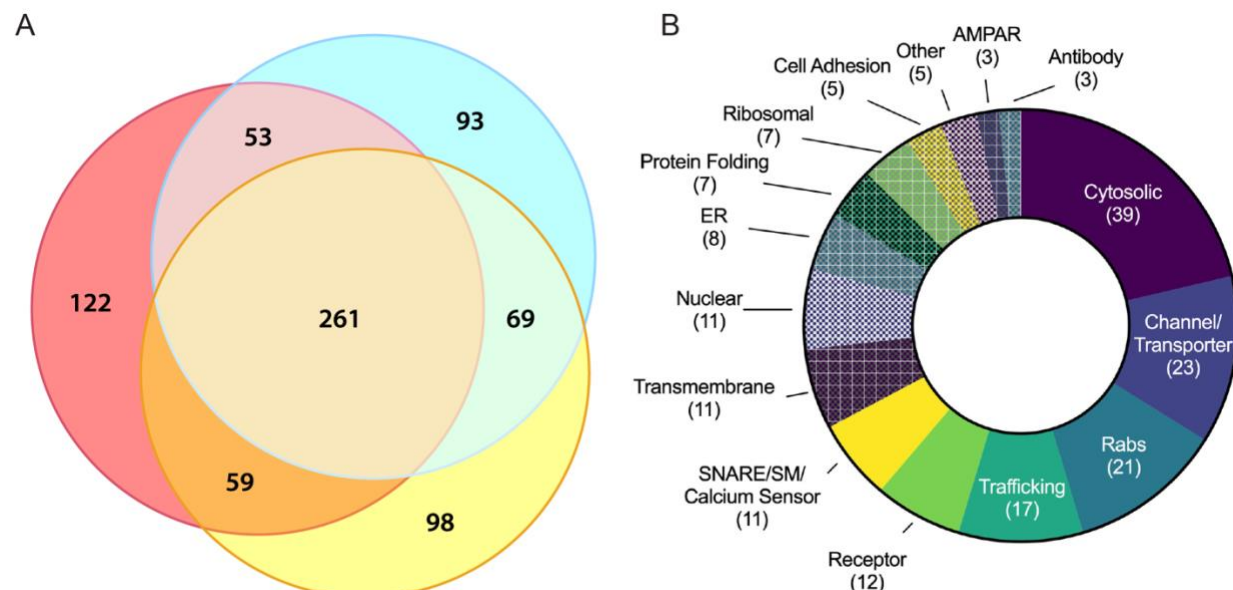 A
53
93
122
261
69
59
98
B
AMPAR
(3)
Other
(5)
Antibody
(3)
Cell Adhesion
(5)
Ribosomal
(7)
Protein Folding
(7)
ER
(8)
Nuclear
(11)
Transmembrane
(11)
SNARE/SM/
Calcium Sensor
(11)
Receptor
(12)
Trafficking
(17)
Rabs
(21)
Channel/
Transporter
(23)
Cytosolic
(39)